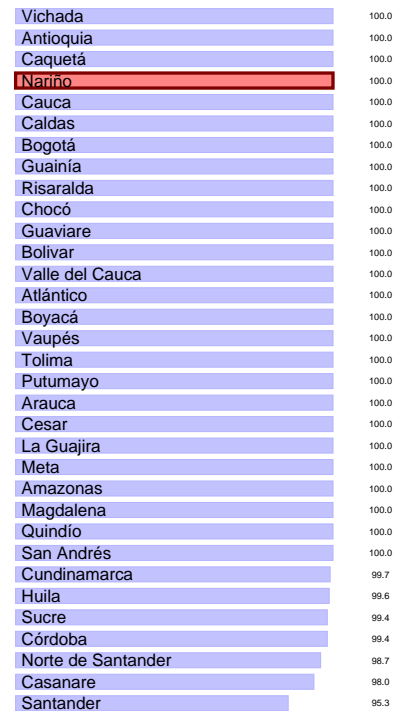 Vichada 100.0
Antioquia 100.0
Caquetá 100.0
Nariño 100.0
Cauca 100.0
Caldas 100.0
Bogotá 100.0
Guainía 100.0
Risaralda 100.0
Chocó 100.0
Guaviare 100.0
Bolivar 100.0
Valle del Cauca 100.0
Atlántico 100.0
Boyacá 100.0
Vaupés 100.0
Tolima 100.0
Putumayo 100.0
Arauca 100.0
Cesar 100.0
La Guajira 100.0
Meta 100.0
Amazonas 100.0
Magdalena 100.0
Quindío 100.0
San Andrés 100.0
Cundinamarca 99.7
Huila 99.6
Sucre 99.4
Córdoba 99.4
Norte de Santander 98.7
Casanare 98.0
Santander 95.3